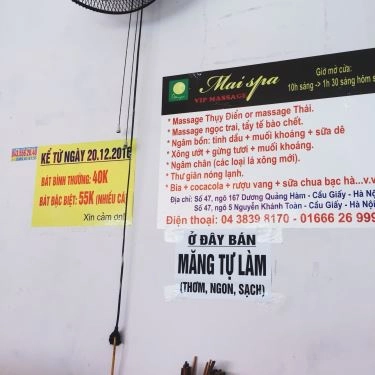 KỂ TỪ NGÀY 20.12.2016
BÁT BÌNH THƯỜNG: 40K
BÁT ĐẶC BIỆT: 55K (NHIỀU CÁ
Xin cảm ơn!
Mai spa
VIP MASSAGE
Giờ mở cửa:
10h sáng -> 1h 30 sáng hôm s
* Massage Thụy Điển or massage Thái.
* Massage ngọc trai, tẩy tế bào chết.
* Ngâm bồn: tinh dầu + muối khoáng + sữa dê
* Xông ướt + gừng tươi + muối khoáng.
* Ngâm chân (các loại lá xông mới).
* Thư giãn nóng lạnh.
* Bia + cocacola + rượu vang + sữa chua bạc hà...v.v
Địa chỉ: Số 47, ngõ 167 Dương Quảng Hàm - Cầu Giấy - Hà Nội
Số 47, ngõ 5 Nguyễn Khánh Toàn - Cầu Giấy - Hà Nội
Điện thoại: 04 3839 8170 - 01666 26 999
Ở ĐÂY BÁN
MĂNG TỰ LÀM
(THƠM, NGON, SẠCH)